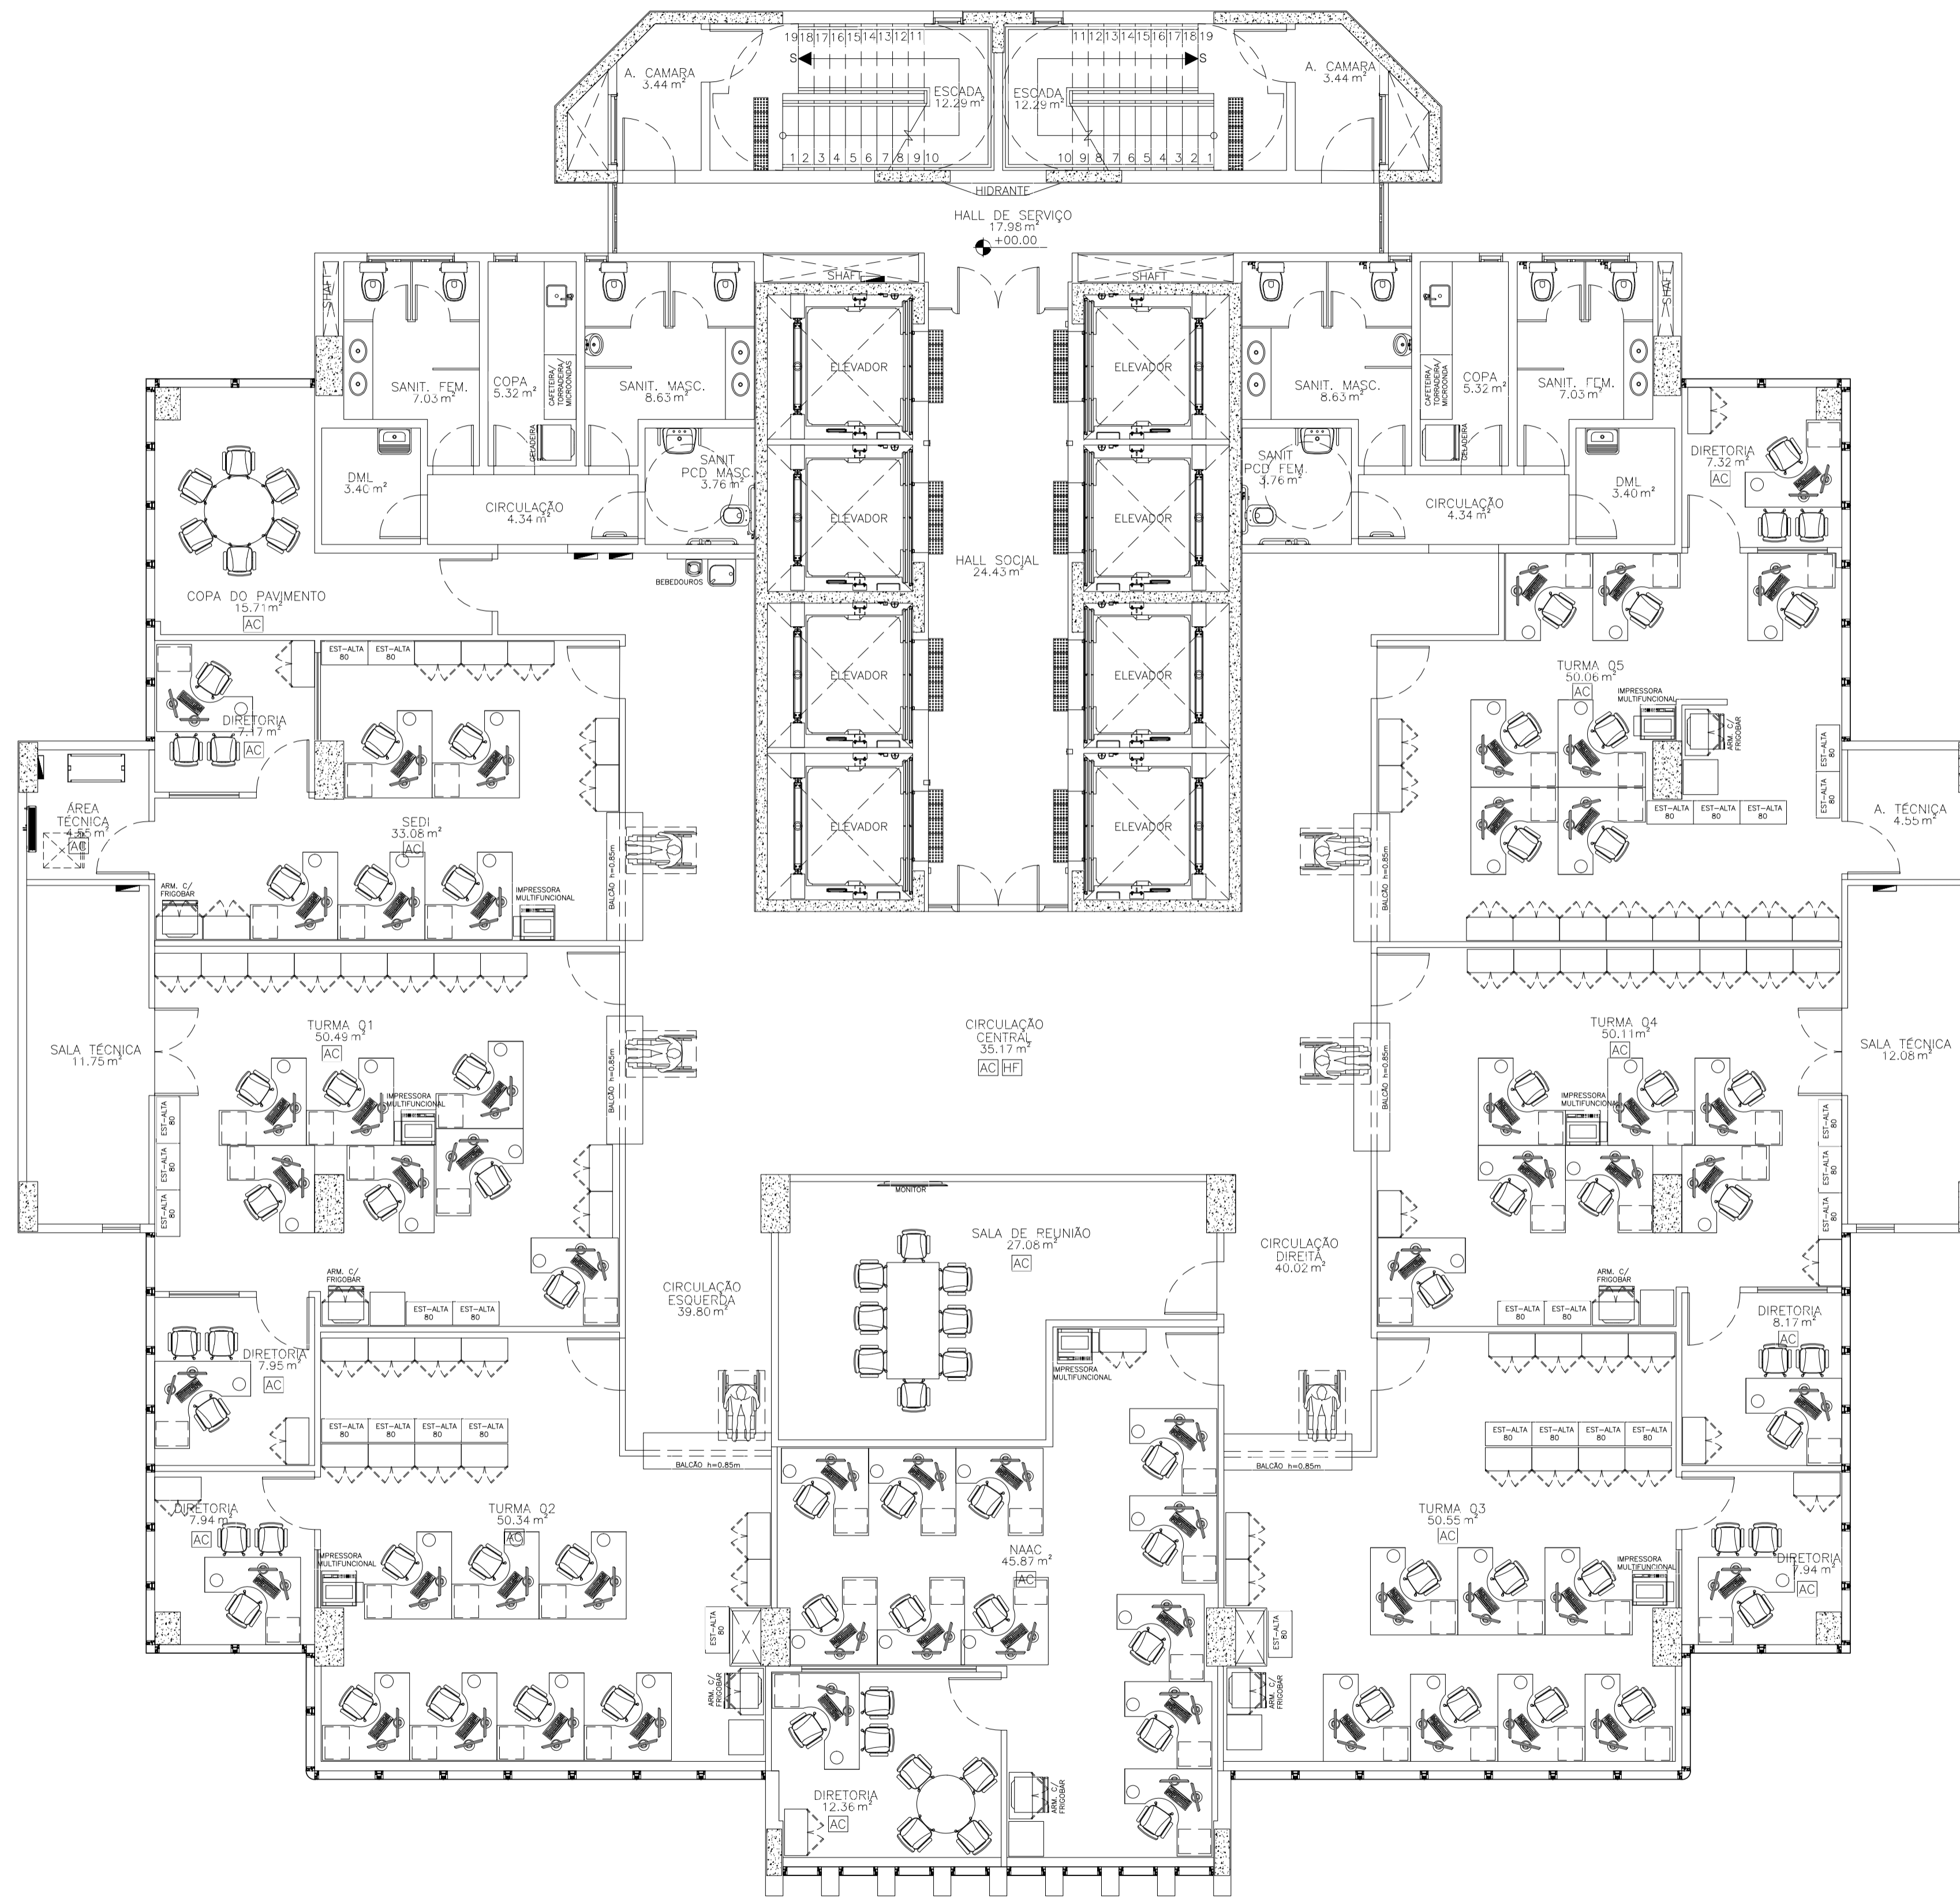 19 18 17 16 15 14 13 12 11
11 12 13 14 15 16 17 18 19
S
S
A. CAMARA
3.44 m²
A. CAMARA
3.44 m²
ESCADA
12.29 m²
ESCADA
12.29 m²
1 2 3 4 5 6 7 8 9 10
10 9 8 7 6 5 4 3 2 1
HIDRANTE
HALL DE SERVIÇO
17.98 m²
+00.00
SHAFT
SHAFT
SHAFT
SHAFT
SANIT. FEM.
7.03 m²
COPA
5.32 m²
CAFETEIRA/
TORRADEIRA/
MICROONDAS
GELADEIRA
SANIT. MASC.
8.63 m²
ELEVADOR
ELEVADOR
SANIT. MASC.
8.63 m²
CAFETEIRA/
TORRADEIRA/
MICROONDA
GELADEIRA
COPA
5.32 m²
SANIT. FEM.
7.03 m²
DML
3.40 m²
CIRCULAÇÃO
4.34 m²
SANIT
PCD MASC.
3.76 m²
ELEVADOR
ELEVADOR
SANIT
PCD FEM.
3.76 m²
CIRCULAÇÃO
4.34 m²
DML
3.40 m²
DIRETORIA
7.32 m²
AC
HALL SOCIAL
24.43 m²
BEBEDOUROS
COPA DO PAVIMENTO
15.71 m²
AC
EST-ALTA
80
EST-ALTA
80
DIRETORIA
7.17 m²
AC
ELEVADOR
ELEVADOR
TURMA 05
50.06 m²
AC
IMPRESSORA
MULTIFUNCIONAL
ARM. C/
FRIGOBAR
EST-ALTA
80
EST-ALTA
80
EST-ALTA
80
EST-ALTA
80
EST-ALTA
80
ÁREA
TÉCNICA
4.55 m²
AC
SEDI
33.08 m²
AC
ELEVADOR
ELEVADOR
A. TÉCNICA
4.55 m²
ARM. C/
FRIGOBAR
IMPRESSORA
MULTIFUNCIONAL
BALCÃO h=0.85m
BALCÃO h=0.85m
TURMA 01
50.49 m²
AC
SALA TÉCNICA
11.75 m²
IMPRESSORA
MULTIFUNCIONAL
BALCÃO h=0.85m
CIRCULAÇÃO
CENTRAL
35.17 m²
AC HF
BALCÃO h=0.85m
TURMA 04
50.11 m²
AC
SALA TÉCNICA
12.08 m²
IMPRESSORA
MULTIFUNCIONAL
EST-ALTA
80
EST-ALTA
80
EST-ALTA
80
EST-ALTA
80
EST-ALTA
80
EST-ALTA
80
MONITOR
SALA DE REUNIÃO
27.08 m²
AC
CIRCULAÇÃO
DIREITA
40.02 m²
CIRCULAÇÃO
ESQUERDA
39.80 m²
ARM. C/
FRIGOBAR
EST-ALTA
80
EST-ALTA
80
ARM. C/
FRIGOBAR
EST-ALTA
80
EST-ALTA
80
DIRETORIA
8.17 m²
AC
DIRETORIA
7.95 m²
AC
IMPRESSORA
MULTIFUNCIONAL
EST-ALTA
80
EST-ALTA
80
EST-ALTA
80
EST-ALTA
80
EST-ALTA
80
EST-ALTA
80
EST-ALTA
80
EST-ALTA
80
BALCÃO h=0.85m
BALCÃO h=0.85m
DIRETORIA
7.94 m²
AC
TURMA 02
50.34 m²
AC
IMPRESSORA
MULTIFUNCIONAL
NAAC
45.87 m²
AC
TURMA 03
50.55 m²
AC
IMPRESSORA
MULTIFUNCIONAL
DIRETORIA
7.94 m²
AC
EST-ALTA
80
EST-ALTA
80
ARM. C/
FRIGOBAR
ARM. C/
FRIGOBAR
DIRETORIA
12.36 m²
AC
ARM. C/
FRIGOBAR